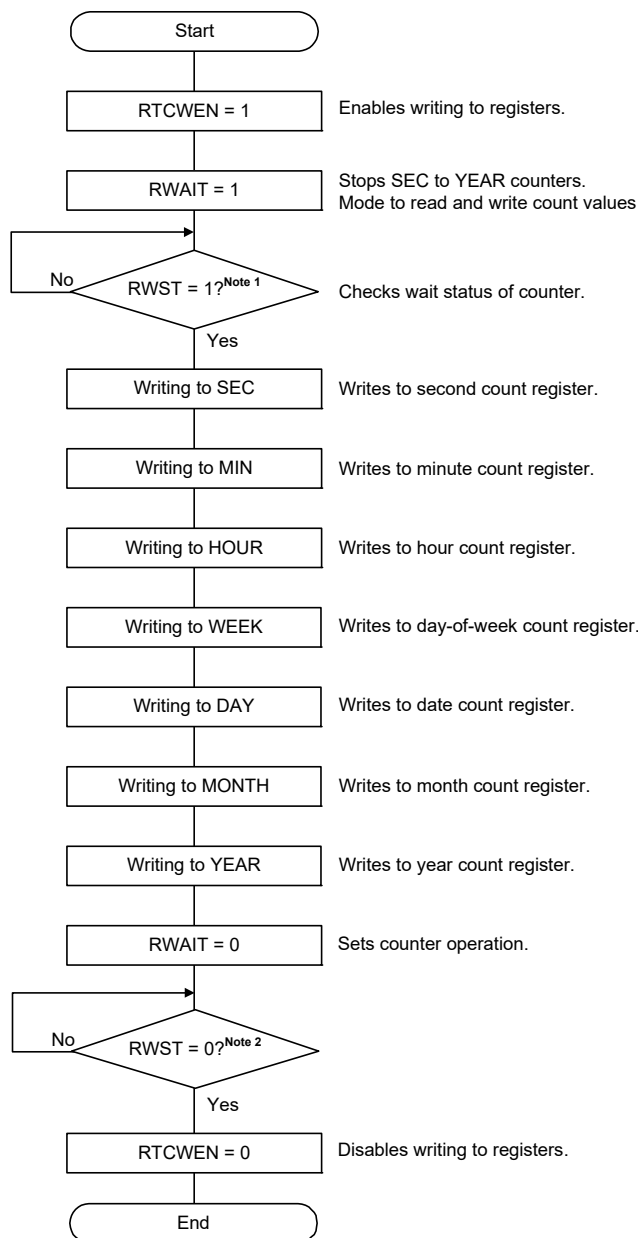 Start
RTCWEN = 1
Enables writing to registers.
RWAIT = 1
Stops SEC to YEAR counters.
Mode to read and write count values
No
RWST = 1?Note 1
Checks wait status of counter.
Yes
Writing to SEC
Writes to second count register.
Writing to MIN
Writes to minute count register.
Writing to HOUR
Writes to hour count register.
Writing to WEEK
Writes to day-of-week count register.
Writing to DAY
Writes to date count register.
Writing to MONTH
Writes to month count register.
Writing to YEAR
Writes to year count register.
RWAIT = 0
Sets counter operation.
No
RWST = 0?Note 2
Yes
RTCWEN = 0
Disables writing to registers.
End